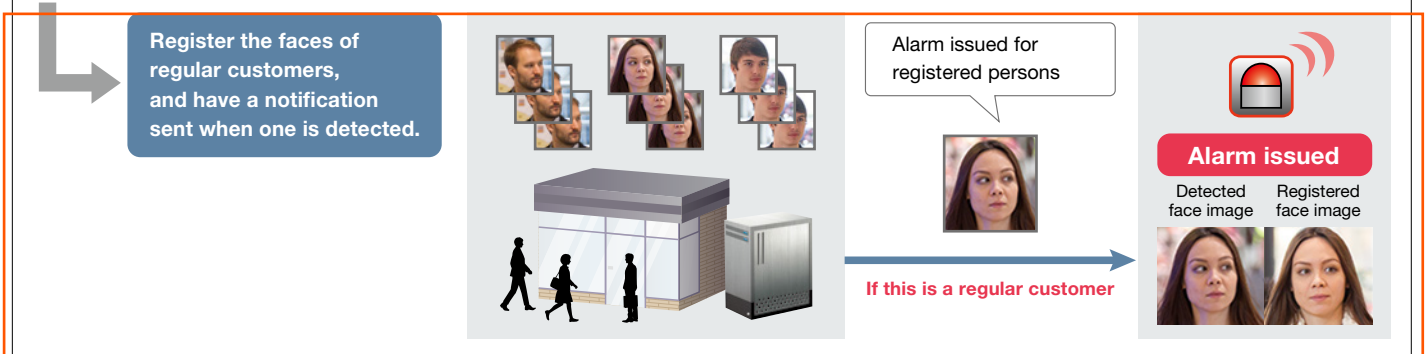 Register the faces of
regular customers,
and have a notification
sent when one is detected.
Alarm issued for
registered persons
If this is a regular customer
Alarm issued
Detected
face image
Registered
face image